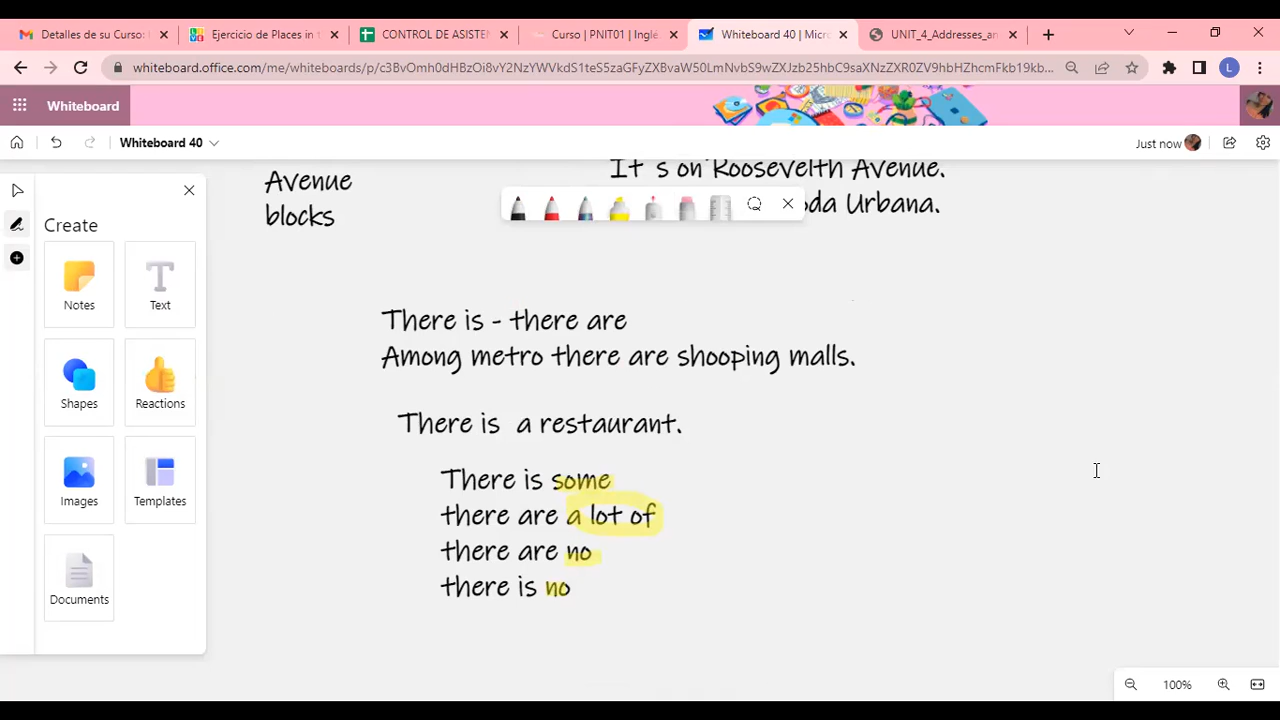 Detalles de su Curso:
Ejercicio de Places in t
CONTROL DE ASISTEN
Curso | PNIT01 | Ingle
Whiteboard 40 | Micro
UNIT_4_Addresses_an
Whiteboard
Whiteboard 40
Just now
L
Create
Notes
Text
Shapes
Reactions
Images
Templates
Documents
Avenue
blocks
It s on Roosevelth Avenue.
oda Urbana.
There is - there are
Among metro there are shooping malls.
There is a restaurant.
There is some
there are a lot of
there are no
there is no
100%